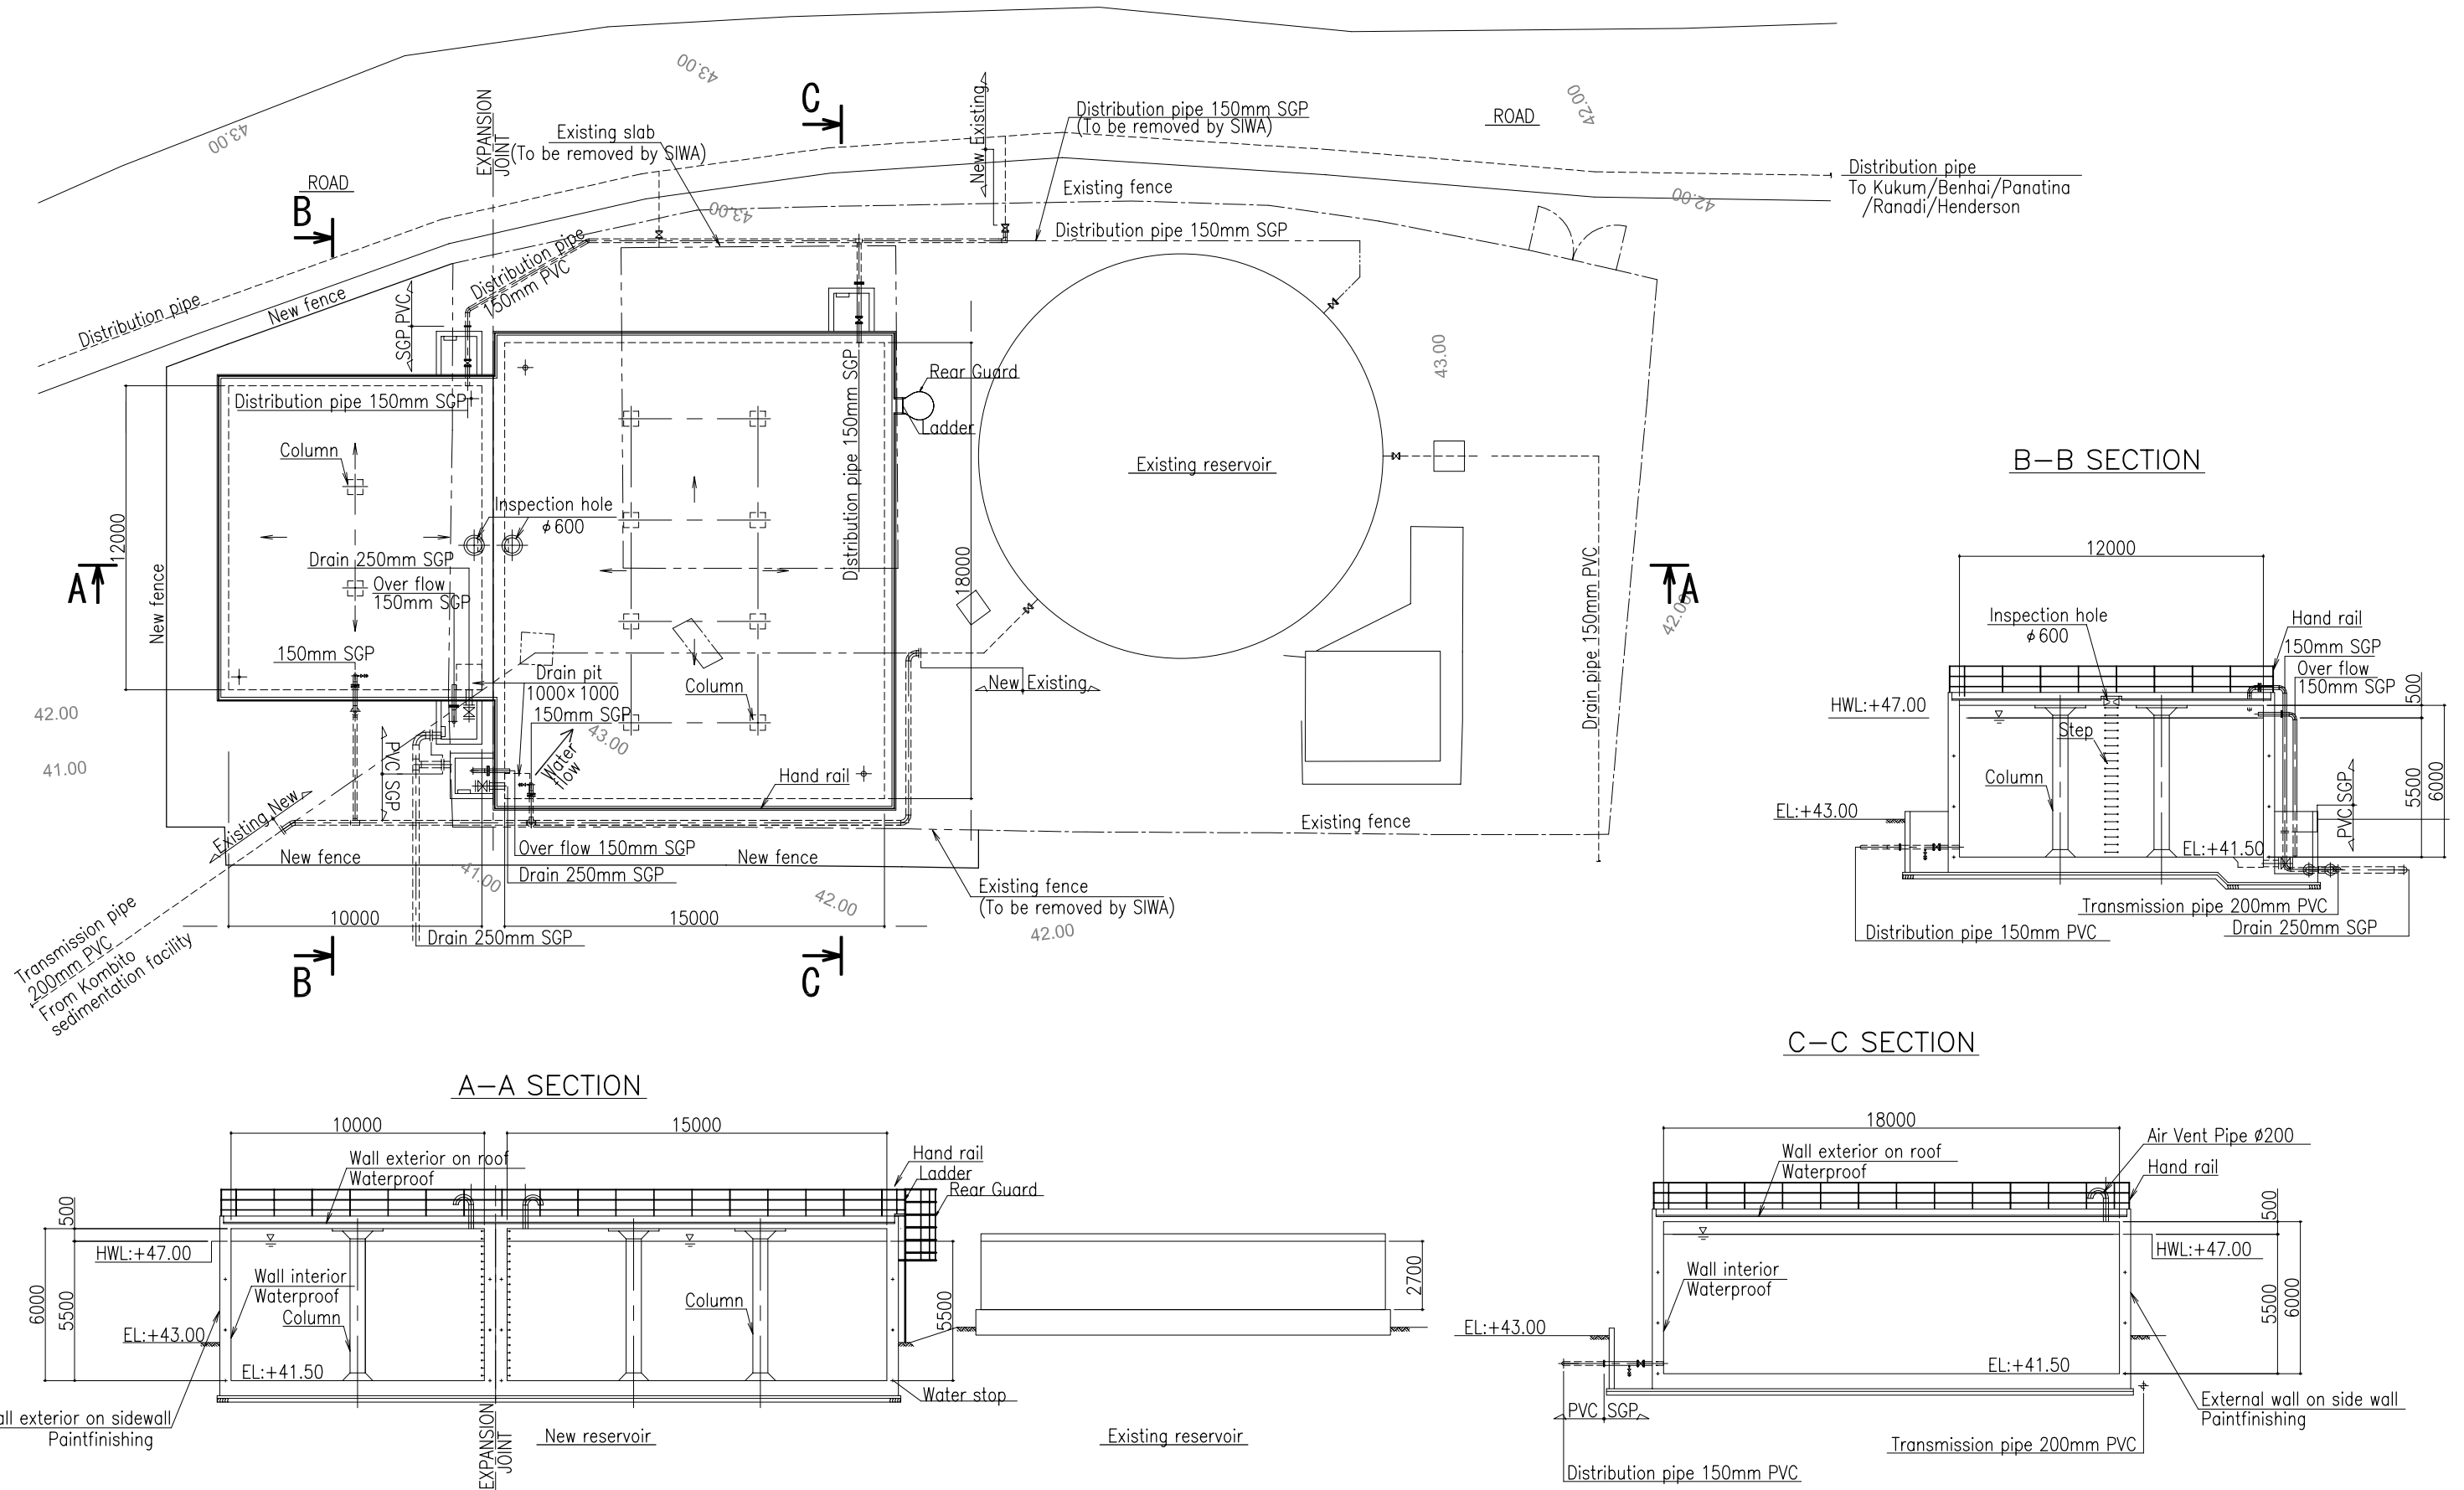 43.00
43.00
42.00
C
EXPANSION
JOINT
Existing slab
(To be removed by SIWA)
New Existing
Distribution pipe 150mm SGP
(To be removed by SIWA)
ROAD
ROAD
B
Existing fence
43.00
42.00
Distribution pipe
To Kukum/Benhai/Panatina
/Ranadi/Henderson
Distribution pipe 150mm SGP
Distribution pipe
150mm PVC
Distribution pipe
New fence
SGP PVC
Distribution pipe 150mm SGP
Distribution pipe 150mm SGP
Rear Guard
Ladder
43.00
Column
Existing reservoir
Inspection hole
φ600
12000
18000
Drain 250mm SGP
Over flow
150mm SGP
A
A
New fence
Drain pipe 150mm PVC
42.00
150mm SGP
Drain pit
1000×1000
150mm SGP
Column
New Existing
42.00
41.00
43.00
Water
flow
PVC SGP
Hand rail
Existing New
Existing fence
New fence
Over flow 150mm SGP
New fence
41.00
Drain 250mm SGP
42.00
Existing fence
(To be removed by SIWA)
10000
15000
42.00
Drain 250mm SGP
Transmission pipe
200mm PVC
From Kombito
sedimentation facility
B
C
B-B SECTION
12000
Inspection hole
φ600
Hand rail
150mm SGP
Over flow
150mm SGP
500
HWL:+47.00
Step
Column
5500
6000
EL:+43.00
PVC SGP
EL:+41.50
Transmission pipe 200mm PVC
Distribution pipe 150mm PVC
Drain 250mm SGP
A-A SECTION
10000
15000
Wall exterior on roof
Waterproof
Hand rail
Ladder
Rear Guard
500
HWL:+47.00
Wall interior
Waterproof
Column
Column
6000
5500
5500
2700
EL:+43.00
EL:+41.50
Water stop
all exterior on sidewall
Paintfinishing
EXPANSION
JOINT
New reservoir
Existing reservoir
C-C SECTION
18000
Wall exterior on roof
Waterproof
Air Vent Pipe Ø200
Hand rail
500
HWL:+47.00
Wall interior
Waterproof
5500
6000
EL:+43.00
EL:+41.50
PVC SGP
External wall on side wall
Paintfinishing
Transmission pipe 200mm PVC
Distribution pipe 150mm PVC